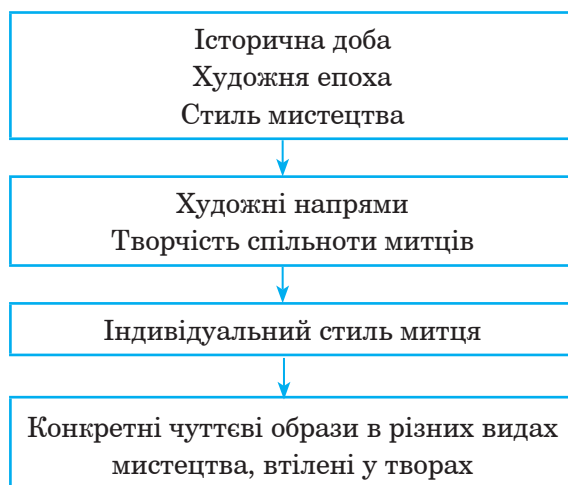 Історична доба
Художня епоха
Стиль мистецтва
Художні напрями
Творчість спільноти митців
Індивідуальний стиль митця
Конкретні чуттєві образи в різних видах
мистецтва, втілені у творах